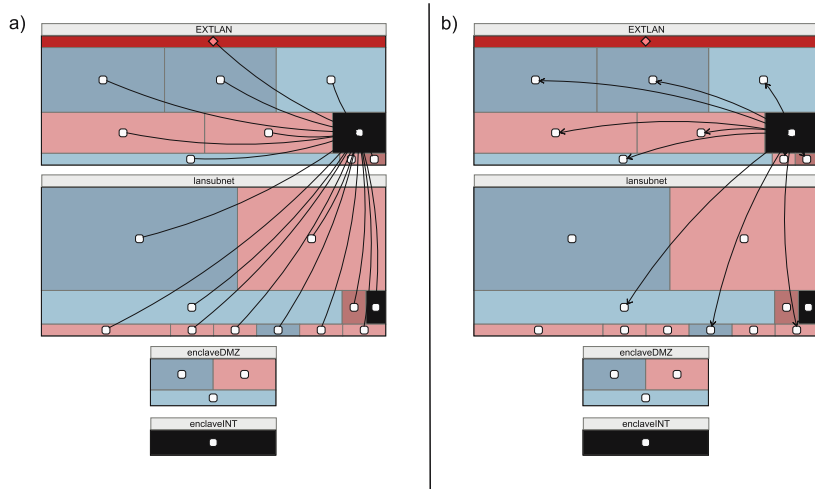 a)
EXTLAN
lansubnet
enclaveDMZ
enclaveINT
b)
EXTLAN
lansubnet
enclaveDMZ
enclaveINT